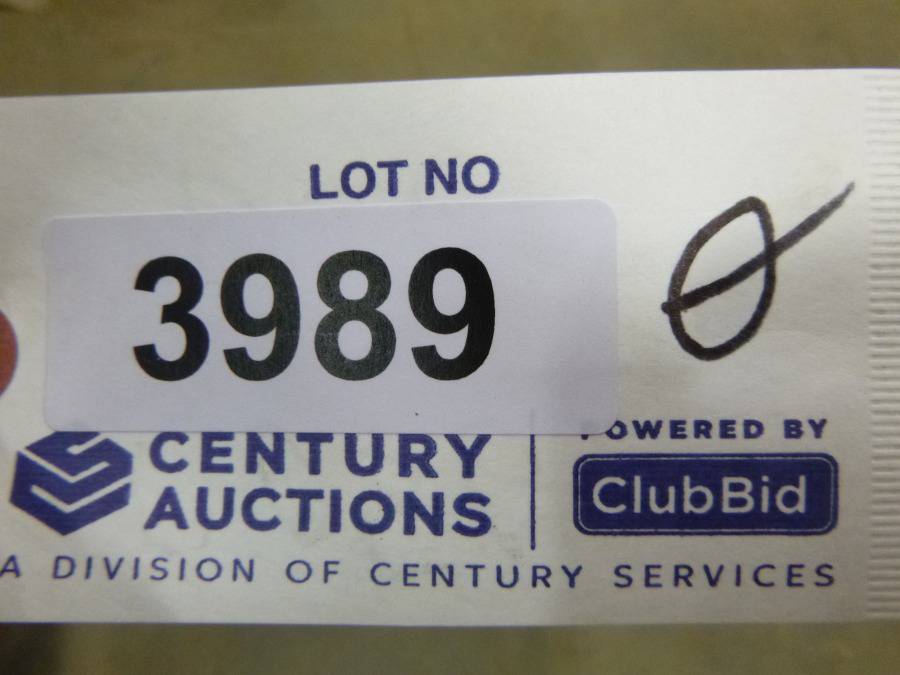 LOT NO
3989 Ø
CENTURY
AUCTIONS
POWERED BY
ClubBid
A DIVISION OF CENTURY SERVICES